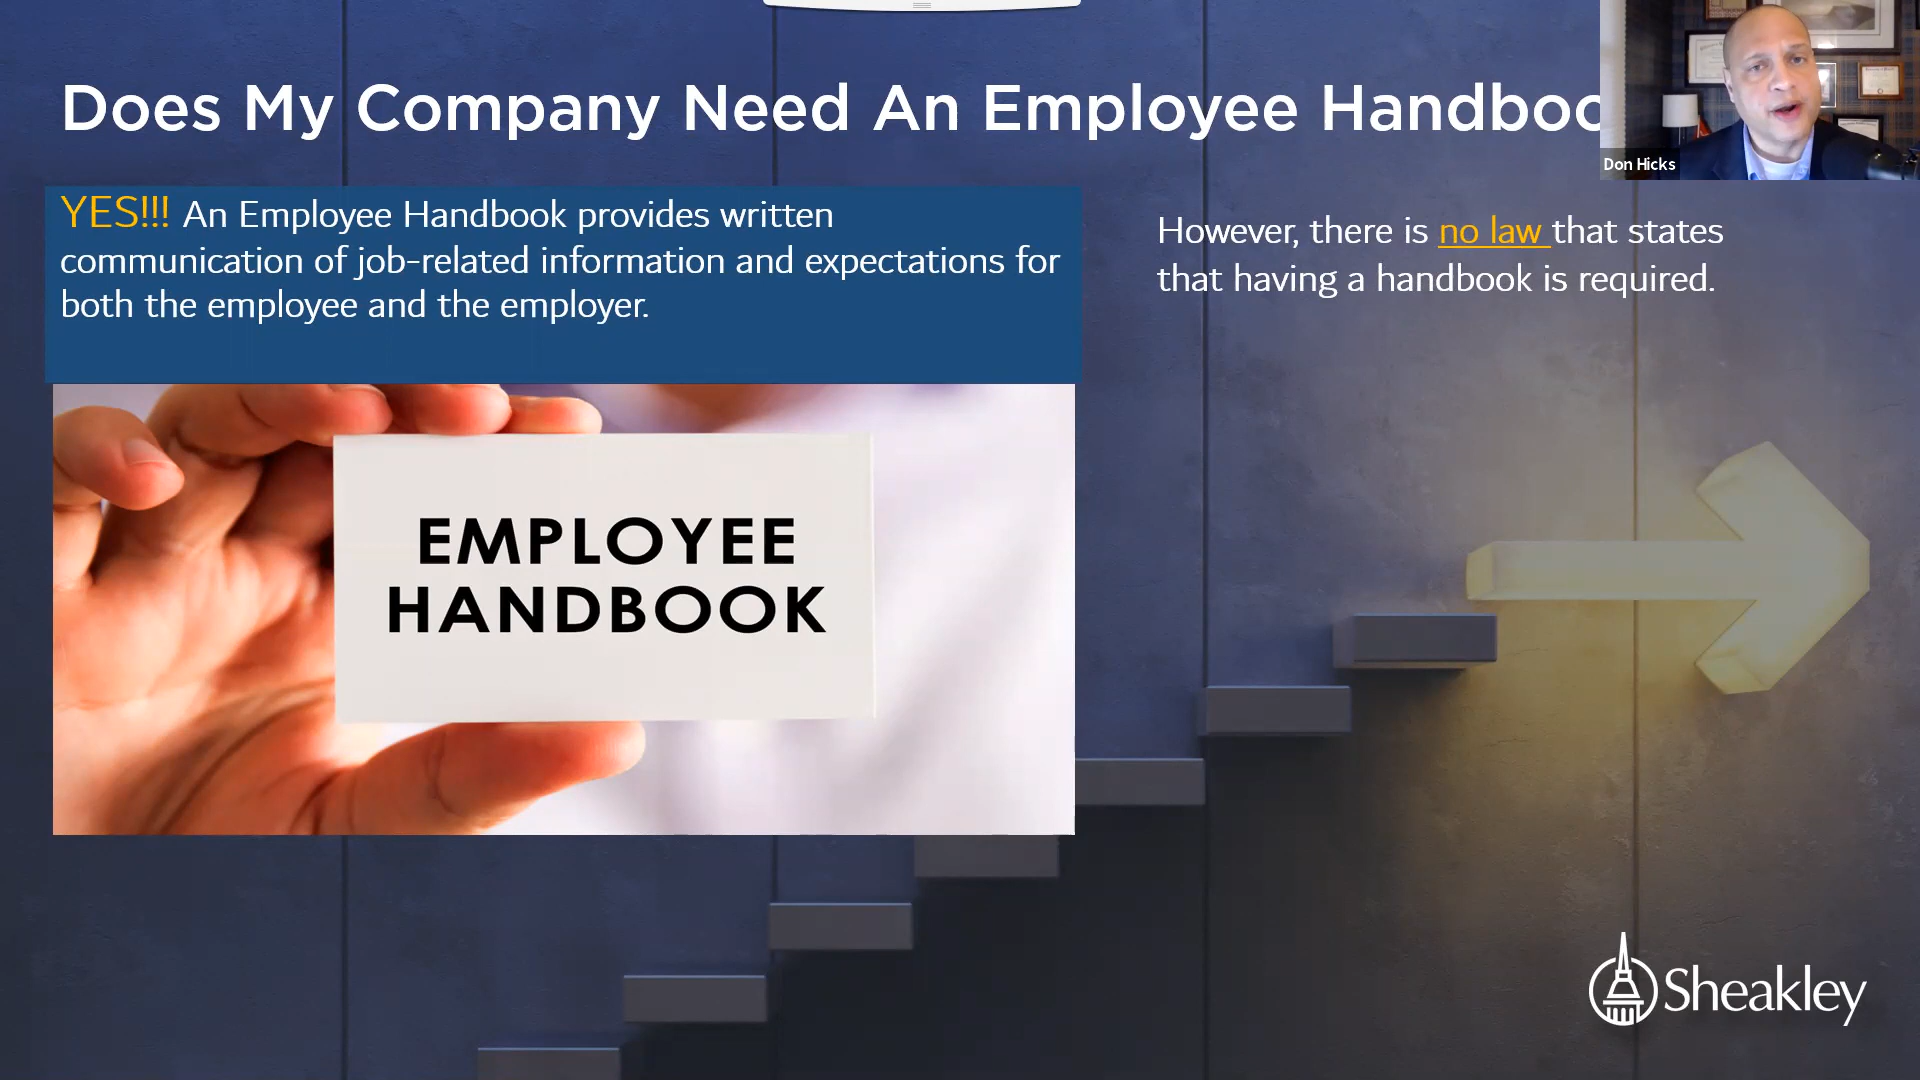 Does My Company Need An Employee Handboo
Don Hicks
YES!!! An Employee Handbook provides written
communication of job-related information and expectations for
both the employee and the employer.
However, there is no law that states
that having a handbook is required.
EMPLOYEE
HANDBOOK
Sheakley